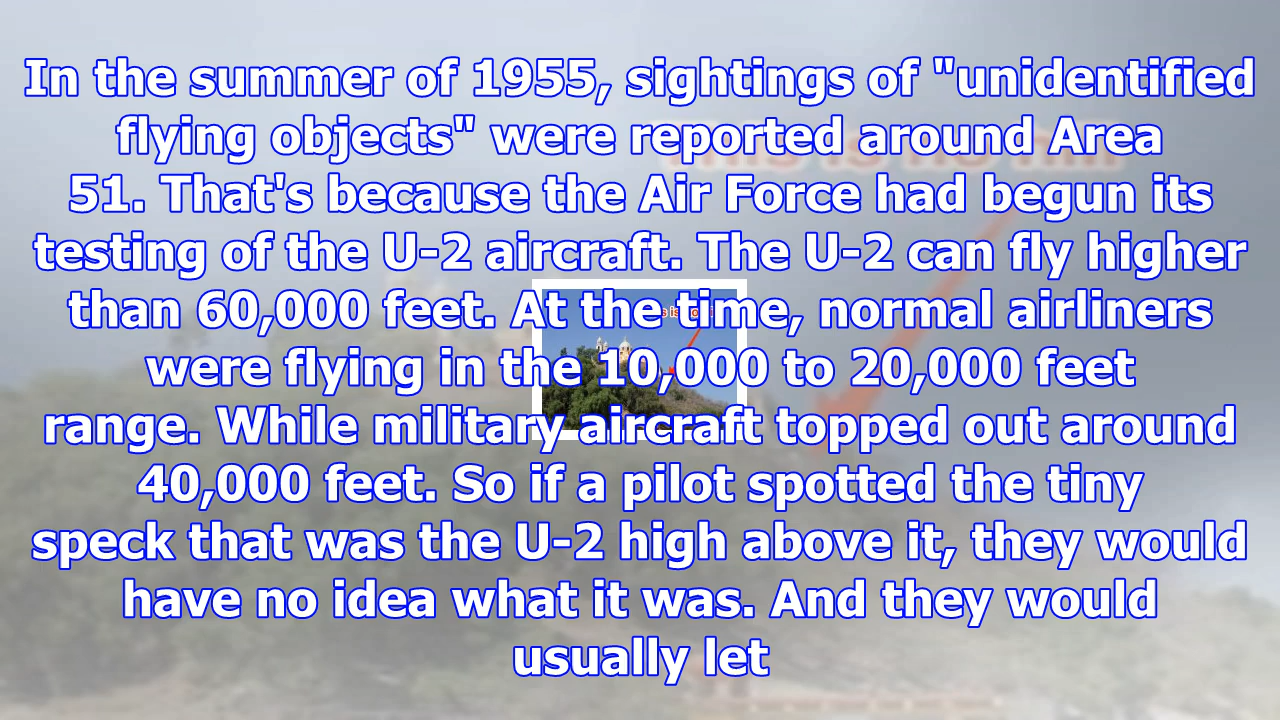 In the summer of 1955, sightings of "unidentified
flying objects" were reported around Area
51. That's because the Air Force had begun its
testing of the U-2 aircraft. The U-2 can fly higher
than 60,000 feet. At the time, normal airliners
were flying in the 10,000 to 20,000 feet
range. While military aircraft topped out around
40,000 feet. So if a pilot spotted the tiny
speck that was the U-2 high above it, they would
have no idea what it was. And they would
usually let